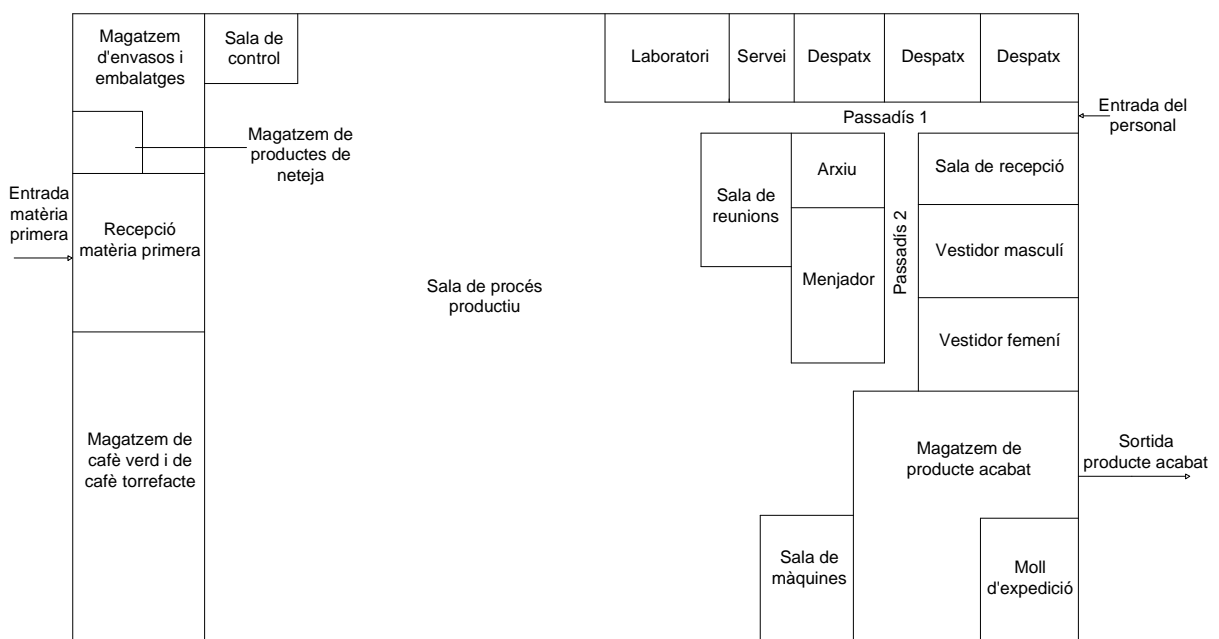 Magatzem
d'envasos i
embalatges
Sala de
control
Laboratori
Servei
Despatx
Despatx
Despatx
Passadís 1
Entrada del
personal
Magatzem de
productes de
neteja
Entrada
matèria
primera
Recepció
matèria primera
Sala de
reunions
Arxiu
Sala de recepció
Passadís 2
Vestidor masculí
Menjador
Sala de procés
productiu
Vestidor femení
Magatzem de
cafè verd i de
cafè torrefacte
Magatzem de
producte acabat
Sortida
producte acabat
Sala de
màquines
Moll
d'expedició